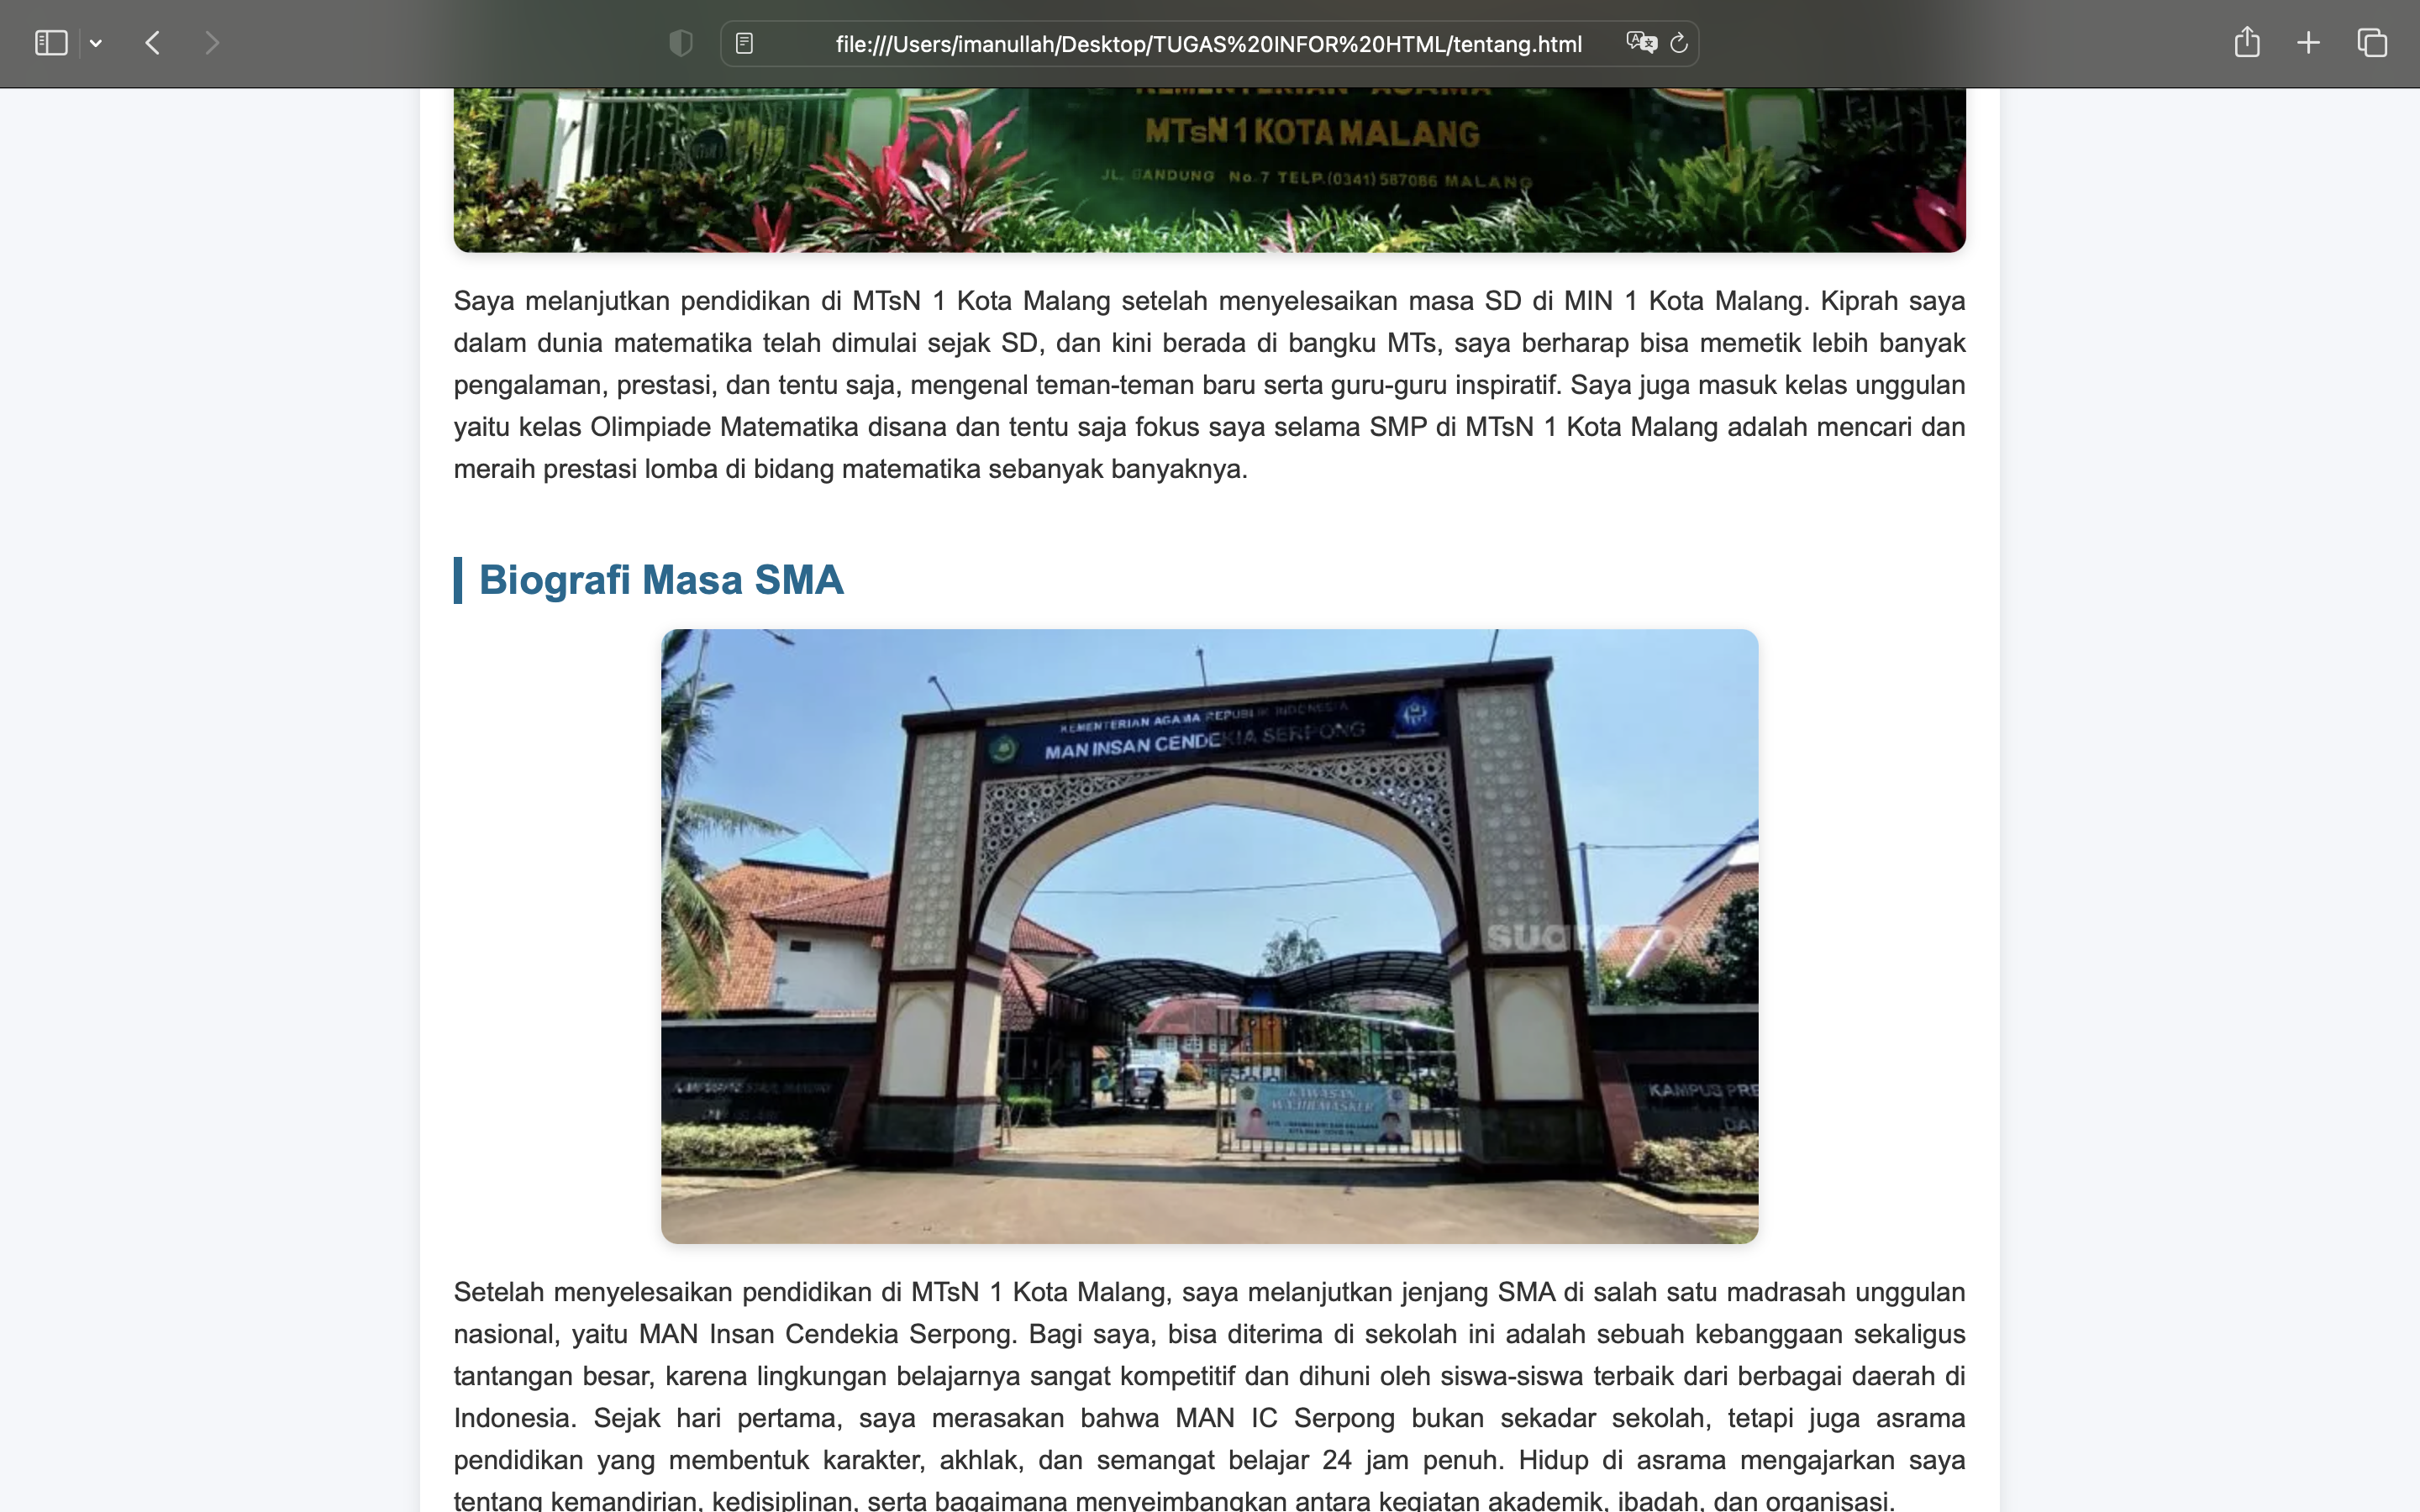 file:///Users/imanullah/Desktop/TUGAS%20INFOR%20HTML/tentang.html
KEMENTERIAN AGAMA
MTsN 1 KOTA MALANG
JL. BANDUNG No.7 TELP.(0341) 587086 MALANG
Saya melanjutkan pendidikan di MTsN 1 Kota Malang setelah menyelesaikan masa SD di MIN 1 Kota Malang. Kiprah saya
dalam dunia matematika telah dimulai sejak SD, dan kini berada di bangku MTs, saya berharap bisa memetik lebih banyak
pengalaman, prestasi, dan tentu saja, mengenal teman-teman baru serta guru-guru inspiratif. Saya juga masuk kelas unggulan
yaitu kelas Olimpiade Matematika disana dan tentu saja fokus saya selama SMP di MTsN 1 Kota Malang adalah mencari dan
meraih prestasi lomba di bidang matematika sebanyak banyaknya.
Biografi Masa SMA
KEMENTERIAN AGAMA REPUBLIK INDONESIA
MAN INSAN CENDEKIA SERPONG
suara.com
KAMPUS PRE
DAN
KAWASAN
WAJIB MASKER
Setelah menyelesaikan pendidikan di MTsN 1 Kota Malang, saya melanjutkan jenjang SMA di salah satu madrasah unggulan
nasional, yaitu MAN Insan Cendekia Serpong. Bagi saya, bisa diterima di sekolah ini adalah sebuah kebanggaan sekaligus
tantangan besar, karena lingkungan belajarnya sangat kompetitif dan dihuni oleh siswa-siswa terbaik dari berbagai daerah di
Indonesia. Sejak hari pertama, saya merasakan bahwa MAN IC Serpong bukan sekadar sekolah, tetapi juga asrama
pendidikan yang membentuk karakter, akhlak, dan semangat belajar 24 jam penuh. Hidup di asrama mengajarkan saya
tentang kemandirian, kedisiplinan, serta bagaimana menyeimbangkan antara kegiatan akademik, ibadah, dan organisasi.